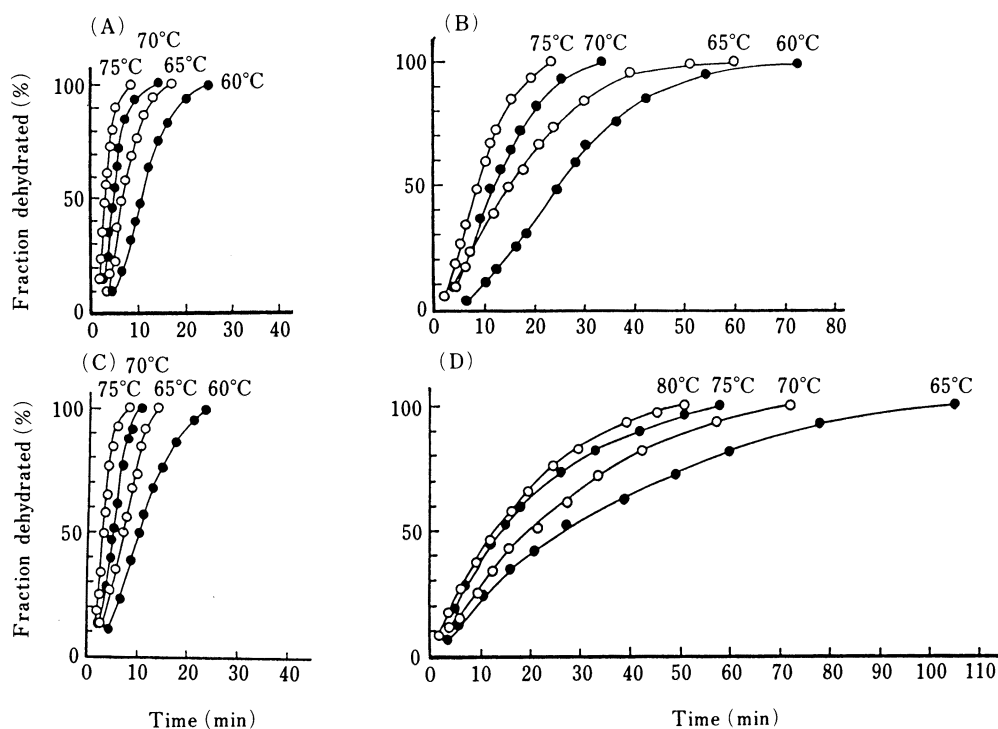 (A)
70°C
75°C 65°C
60°C
Fraction dehydrated (%)
100
50
0
0 10 20 30 40
(B)
75°C 70°C 65°C 60°C
100
50
0
0 10 20 30 40 50 60 70 80
(C) 70°C
75°C 65°C 60°C
Fraction dehydrated (%)
100
50
0
0 10 20 30 40
Time (min)
(D)
80°C 75°C 70°C 65°C
100
50
0
0 10 20 30 40 50 60 70 80 90 100 110
Time (min)